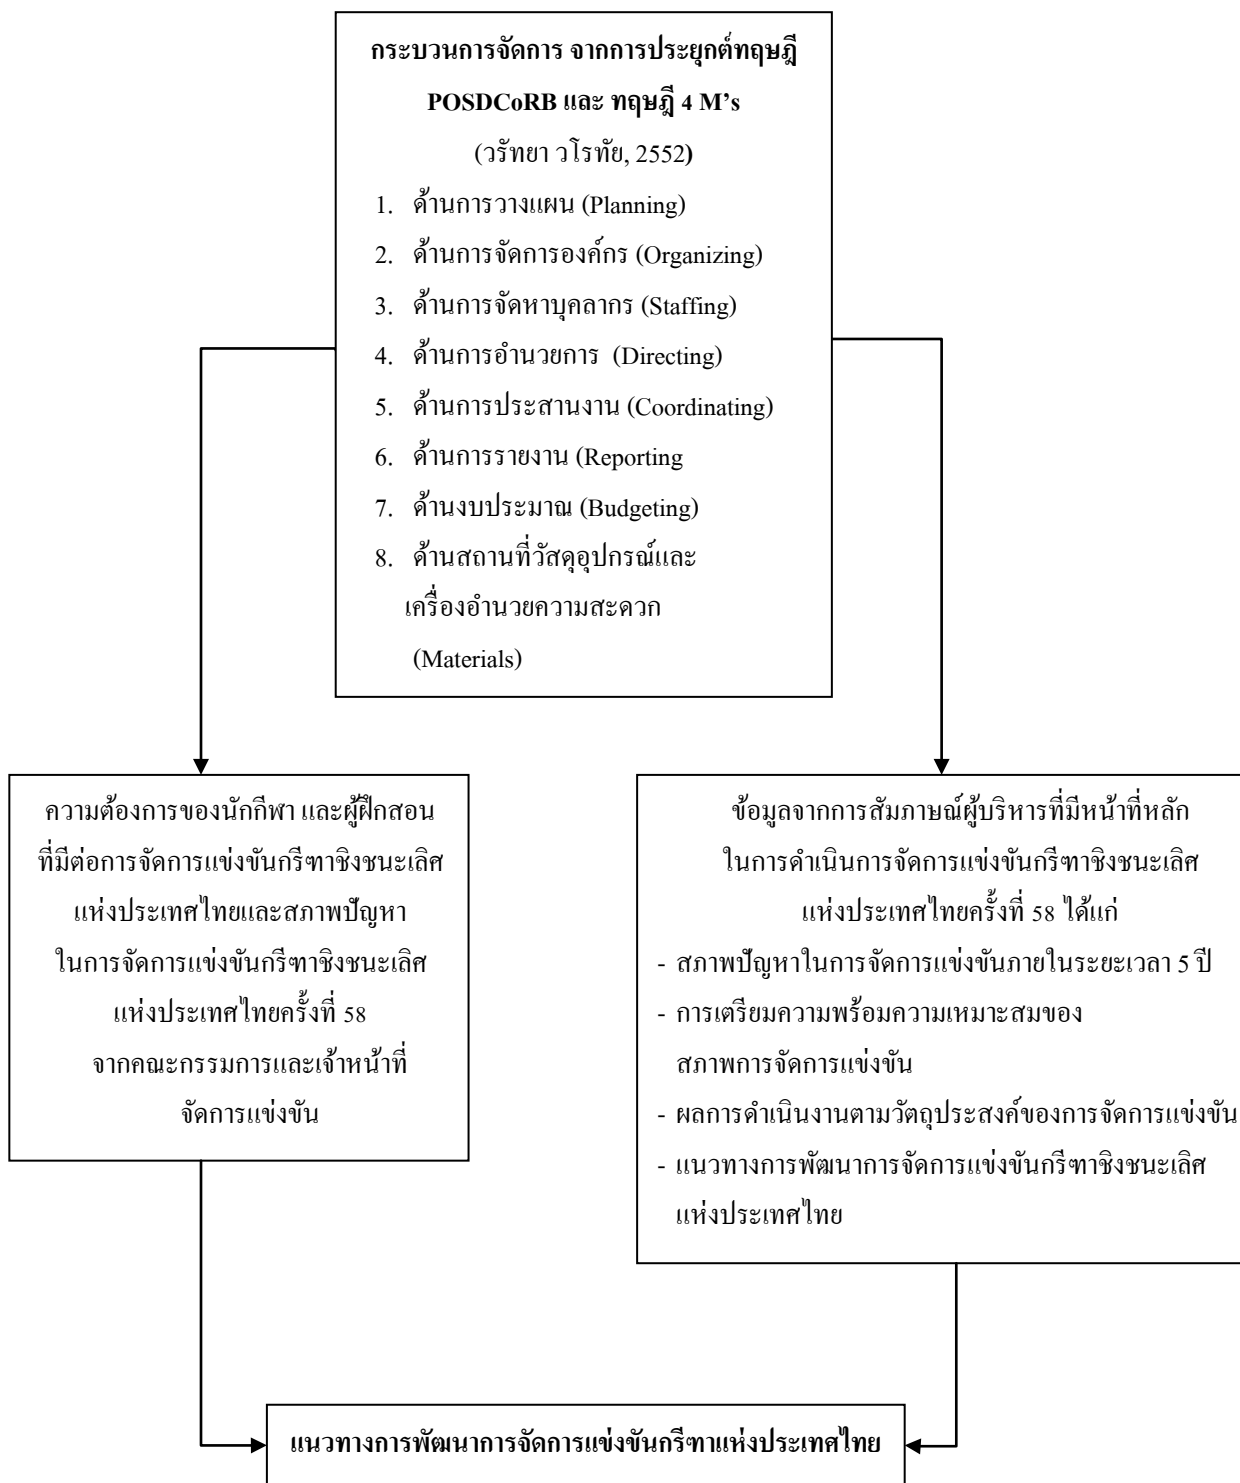 กระบวนการจัดการ จากการประยุกต์ทฤษฎี
POSDCoRB และ ทฤษฎี 4 M’s
(วรัทยา วโรทัย, 2552)
1. ด้านการวางแผน (Planning)
2. ด้านการจัดการองค์กร (Organizing)
3. ด้านการจัดหาบุคลากร (Staffing)
4. ด้านการอำนวยการ (Directing)
5. ด้านการประสานงาน (Coordinating)
6. ด้านการรายงาน (Reporting
7. ด้านงบประมาณ (Budgeting)
8. ด้านสถานที่วัสดุอุปกรณ์และ
เครื่องอำนวยความสะดวก
(Materials)
ความต้องการของนักกีฬา และผู้ฝึกสอน
ที่มีต่อการจัดการแข่งขันกรีฑาชิงชนะเลิศ
แห่งประเทศไทยและสภาพปัญหา
ในการจัดการแข่งขันกรีฑาชิงชนะเลิศ
แห่งประเทศไทยครั้งที่ 58
จากคณะกรรมการและเจ้าหน้าที่
จัดการแข่งขัน
ข้อมูลจากการสัมภาษณ์ผู้บริหารที่มีหน้าที่หลัก
ในการดำเนินการจัดการแข่งขันกรีฑาชิงชนะเลิศ
แห่งประเทศไทยครั้งที่ 58 ได้แก่
- สภาพปัญหาในการจัดการแข่งขันภายในระยะเวลา 5 ปี
- การเตรียมความพร้อมความเหมาะสมของ
สภาพการจัดการแข่งขัน
- ผลการดำเนินงานตามวัตถุประสงค์ของการจัดการแข่งขัน
- แนวทางการพัฒนาการจัดการแข่งขันกรีฑาชิงชนะเลิศ
แห่งประเทศไทย
แนวทางการพัฒนาการจัดการแข่งขันกรีฑาแห่งประเทศไทย